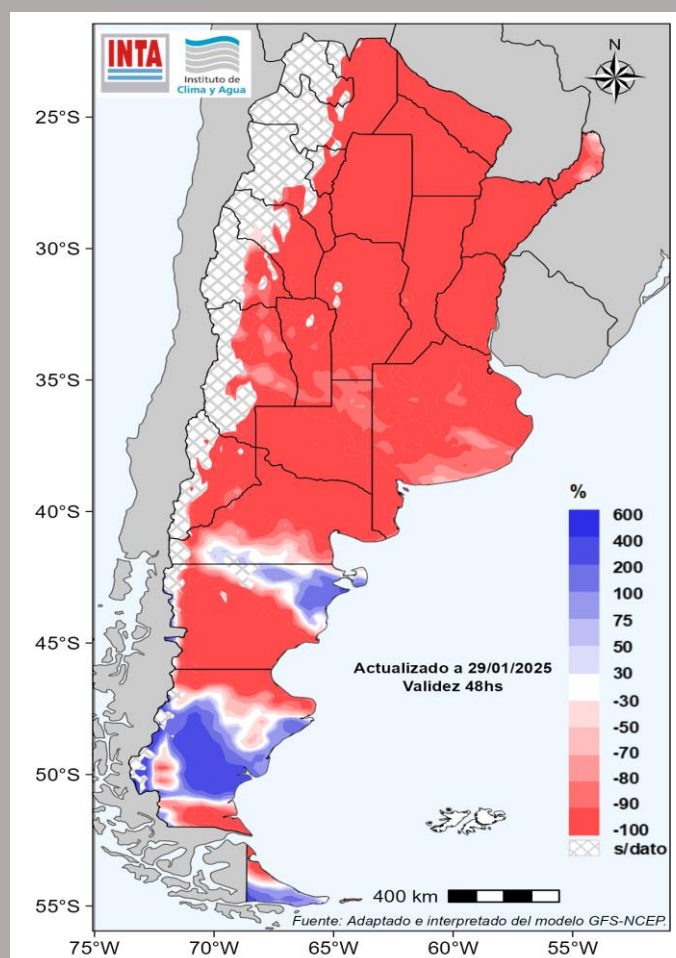 INTA
Instituto de
Clima y Agua
N
25°S
30°S
35°S
40°S
45°S
50°S
55°S
%
600
400
200
100
75
50
30
-30
-50
-70
-80
-90
-100
s/dato
Actualizado a 29/01/2025
Validez 48hs
400 km
Fuente: Adaptado e interpretado del modelo GFS-NCEP.
75°W
70°W
65°W
60°W
55°W